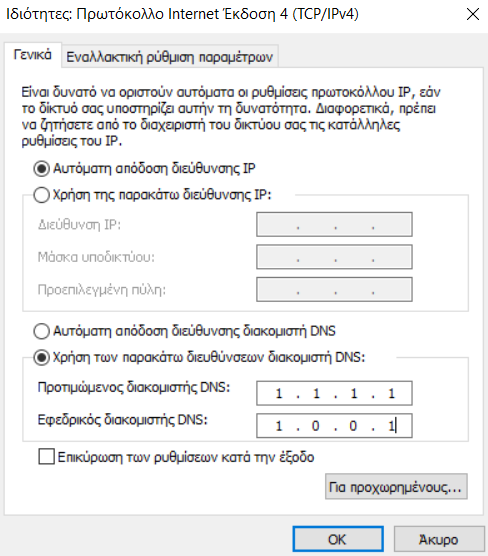 Ιδιότητες: Πρωτόκολλο Internet Έκδοση 4 (TCP/IPv4)
Γενικά Εναλλακτική ρύθμιση παραμέτρων
Είναι δυνατό να οριστούν αυτόματα οι ρυθμίσεις πρωτοκόλλου IP, εάν
το δίκτυό σας υποστηρίζει αυτήν τη δυνατότητα. Διαφορετικά, πρέπει
να ζητήσετε από το διαχειριστή του δικτύου σας τις κατάλληλες
ρυθμίσεις του IP.
Αυτόματη απόδοση διεύθυνσης IP
Χρήση της παρακάτω διεύθυνσης IP:
Διεύθυνση IP: . . .
Μάσκα υποδικτύου: . . .
Προεπιλεγμένη πύλη: . . .
Αυτόματη απόδοση διεύθυνσης διακομιστή DNS
Χρήση των παρακάτω διευθύνσεων διακομιστή DNS:
Προτιμώμενος διακομιστής DNS: 1 . 1 . 1 . 1
Εφεδρικός διακομιστής DNS: 1 . 0 . 0 . 1
Επικύρωση των ρυθμίσεων κατά την έξοδο
Για προχωρημένους...
OK Άκυρο